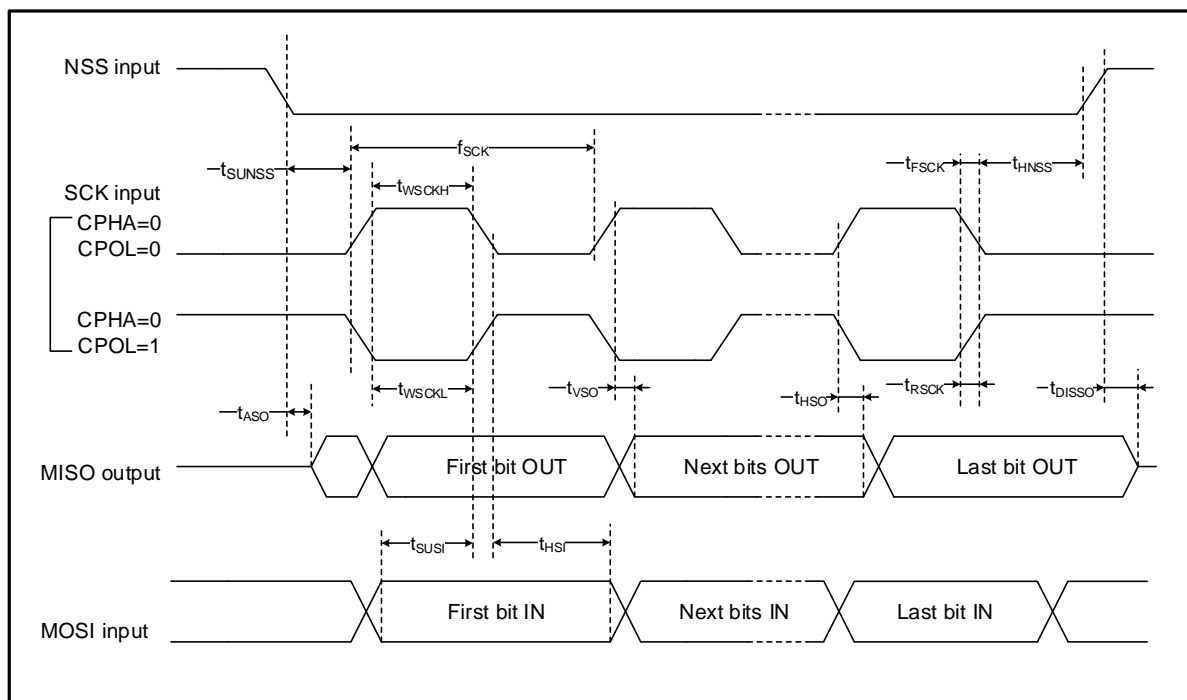 NSS input
fSCK
tSUNSS
tFSCK
tHNSS
tWSCKH
SCK input
CPHA=0
CPOL=0
CPHA=0
CPOL=1
tWSCKL
tVSO
tRSCK
tDISSO
tASO
tHSO
MISO output
First bit OUT
Next bits OUT
Last bit OUT
tSUSI
tHSI
MOSI input
First bit IN
Next bits IN
Last bit IN